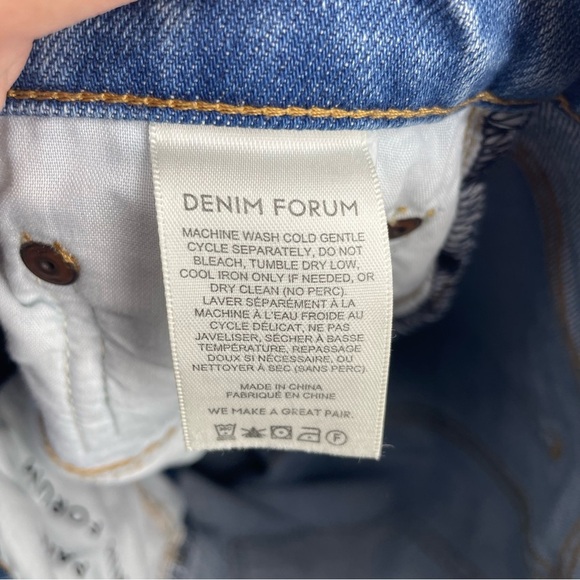 DENIM FORUM
MACHINE WASH COLD GENTLE
CYCLE SEPARATELY, DO NOT
BLEACH, TUMBLE DRY LOW,
COOL IRON ONLY IF NEEDED, OR
DRY CLEAN (NO PERC).
LAVER SÉPARÉMENT À LA
MACHINE À L'EAU FROIDE AU
CYCLE DÉLICAT, NE PAS
JAVELISER, SÉCHER À BASSE
TEMPÉRATURE, REPASSAGE
DOUX SI NÉCESSAIRE, OU
NETTOYER À SEC (SANS PERC).
MADE IN CHINA
FABRIQUÉ EN CHINE
WE MAKE A GREAT PAIR.
F
FORUM